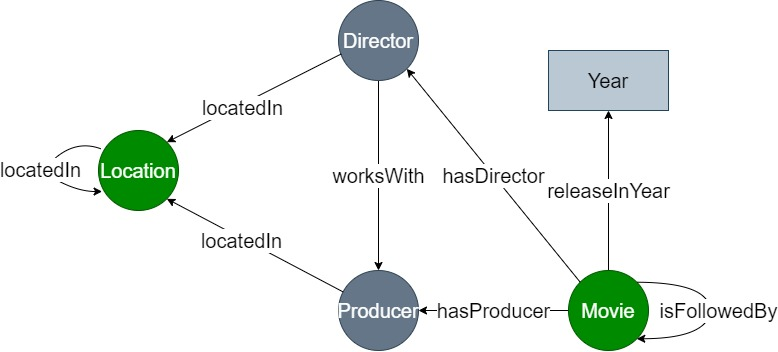 Director
Year
locatedIn
locatedIn
Location
worksWith
hasDirector
releaseInYear
locatedIn
Producer
hasProducer
Movie
isFollowedBy